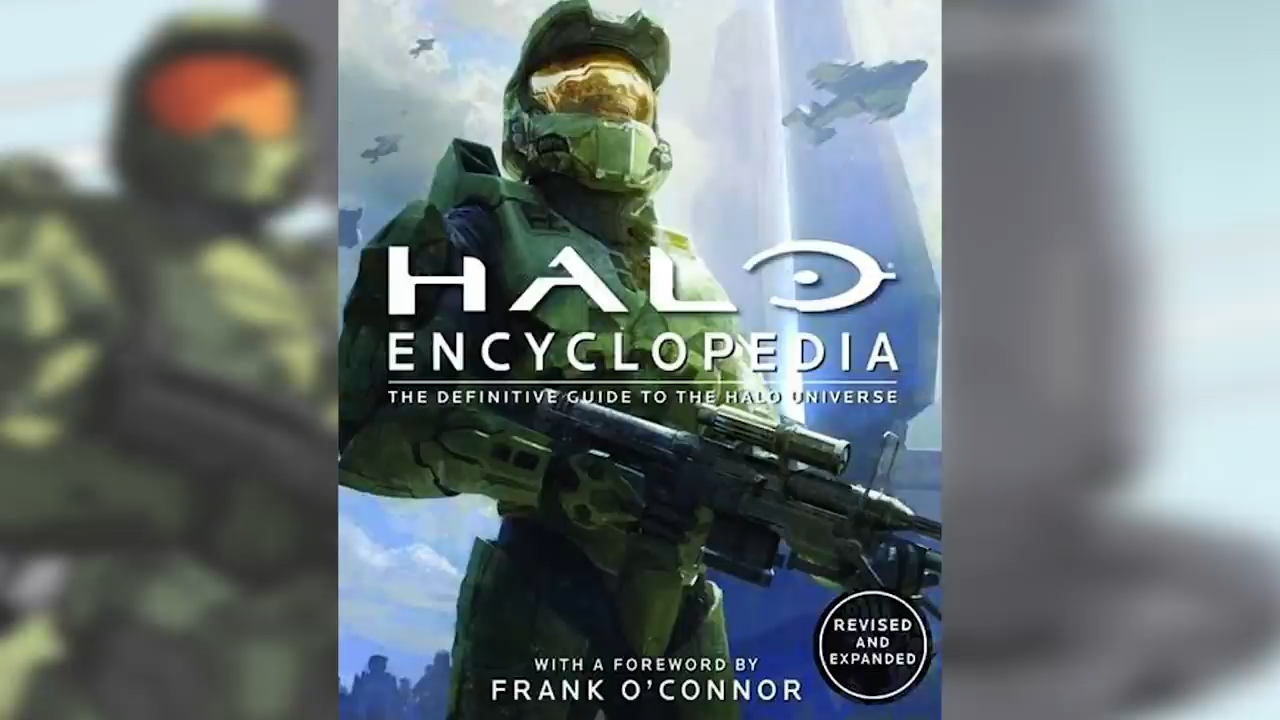 HALO
ENCYCLOPEDIA
THE DEFINITIVE GUIDE TO THE HALO UNIVERSE
REVISED
AND
EXPANDED
WITH A FOREWORD BY
FRANK O'CONNOR